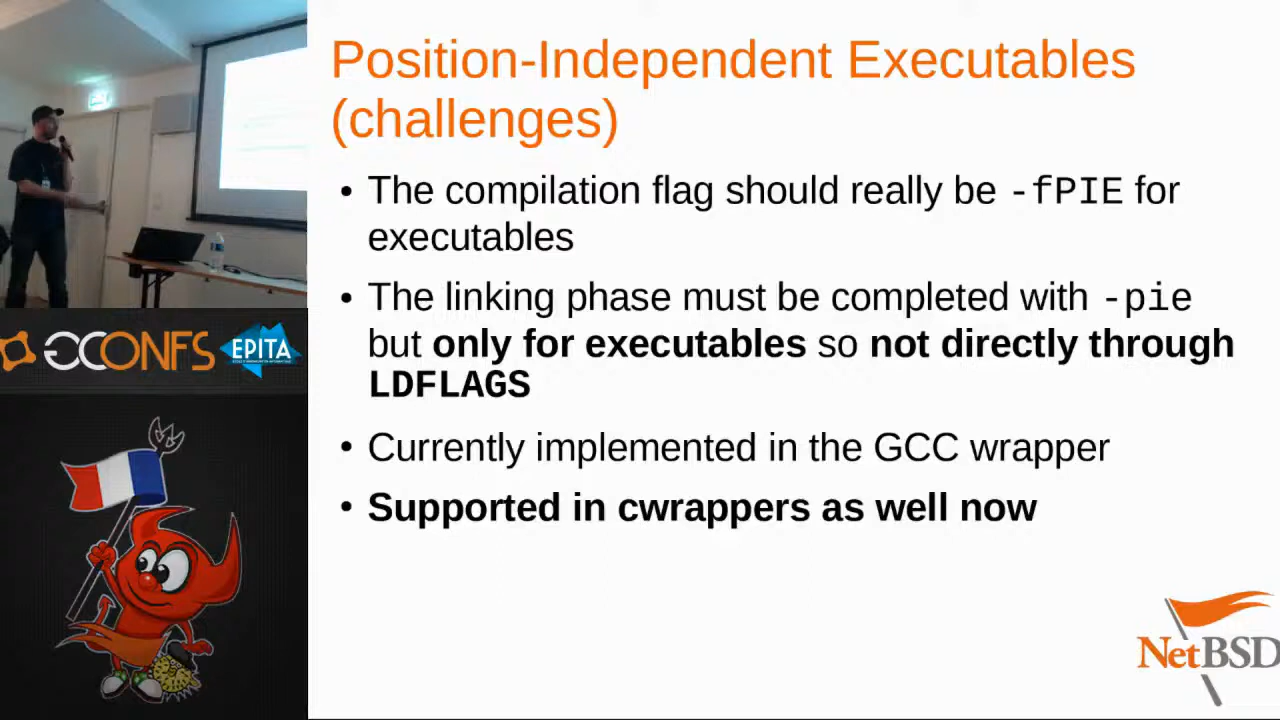 Position-Independent Executables
(challenges)
• The compilation flag should really be -fPIE for
executables
• The linking phase must be completed with -pie
but only for executables so not directly through
LDFLAGS
• Currently implemented in the GCC wrapper
• Supported in cwrappers as well now
GCONFS
EPITA
NetBSD